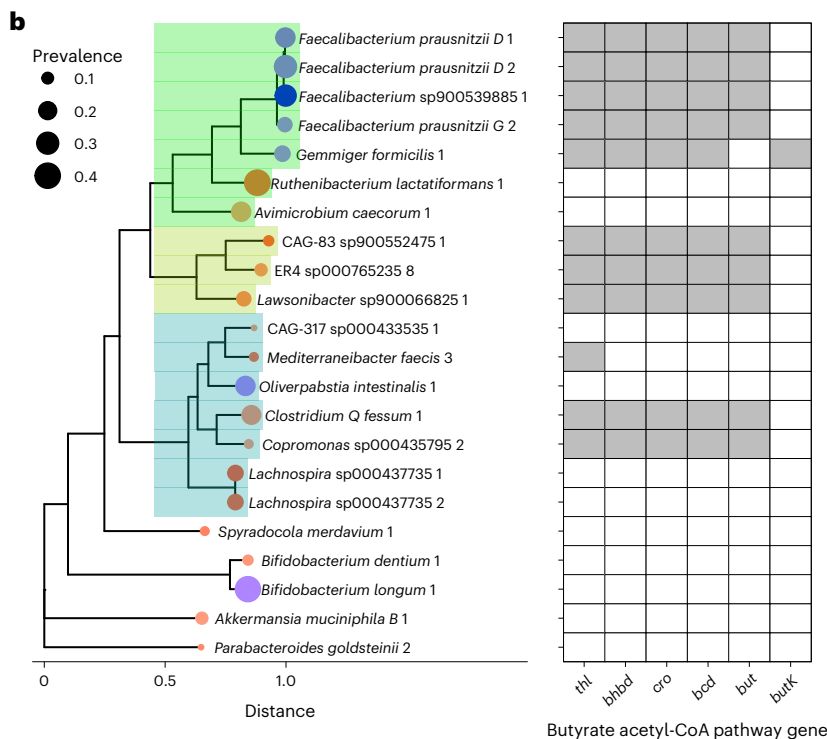 b
Prevalence
0.1
0.2
0.3
0.4
Faecalibacterium prausnitzii D 1
Faecalibacterium prausnitzii D 2
Faecalibacterium sp900539885 1
Faecalibacterium prausnitzii G 2
Gemmiger formicilis 1
Ruthenibacterium lactatiformans 1
Avimicrobium caecorum 1
CAG-83 sp900552475 1
ER4 sp000765235 8
Lawsonibacter sp900066825 1
CAG-317 sp000433535 1
Mediterraneibacter faecis 3
Oliverpabstia intestinalis 1
Clostridium Q fessum 1
Copromonas sp000435795 2
Lachnospira sp000437735 1
Lachnospira sp000437735 2
Spyradocola merdavium 1
Bifidobacterium dentium 1
Bifidobacterium longum 1
Akkermansia muciniphila B 1
Parabacteroides goldsteinii 2
0 0.5 1.0
Distance
thl bhbd cro bcd but butK
Butyrate acetyl-CoA pathway gene